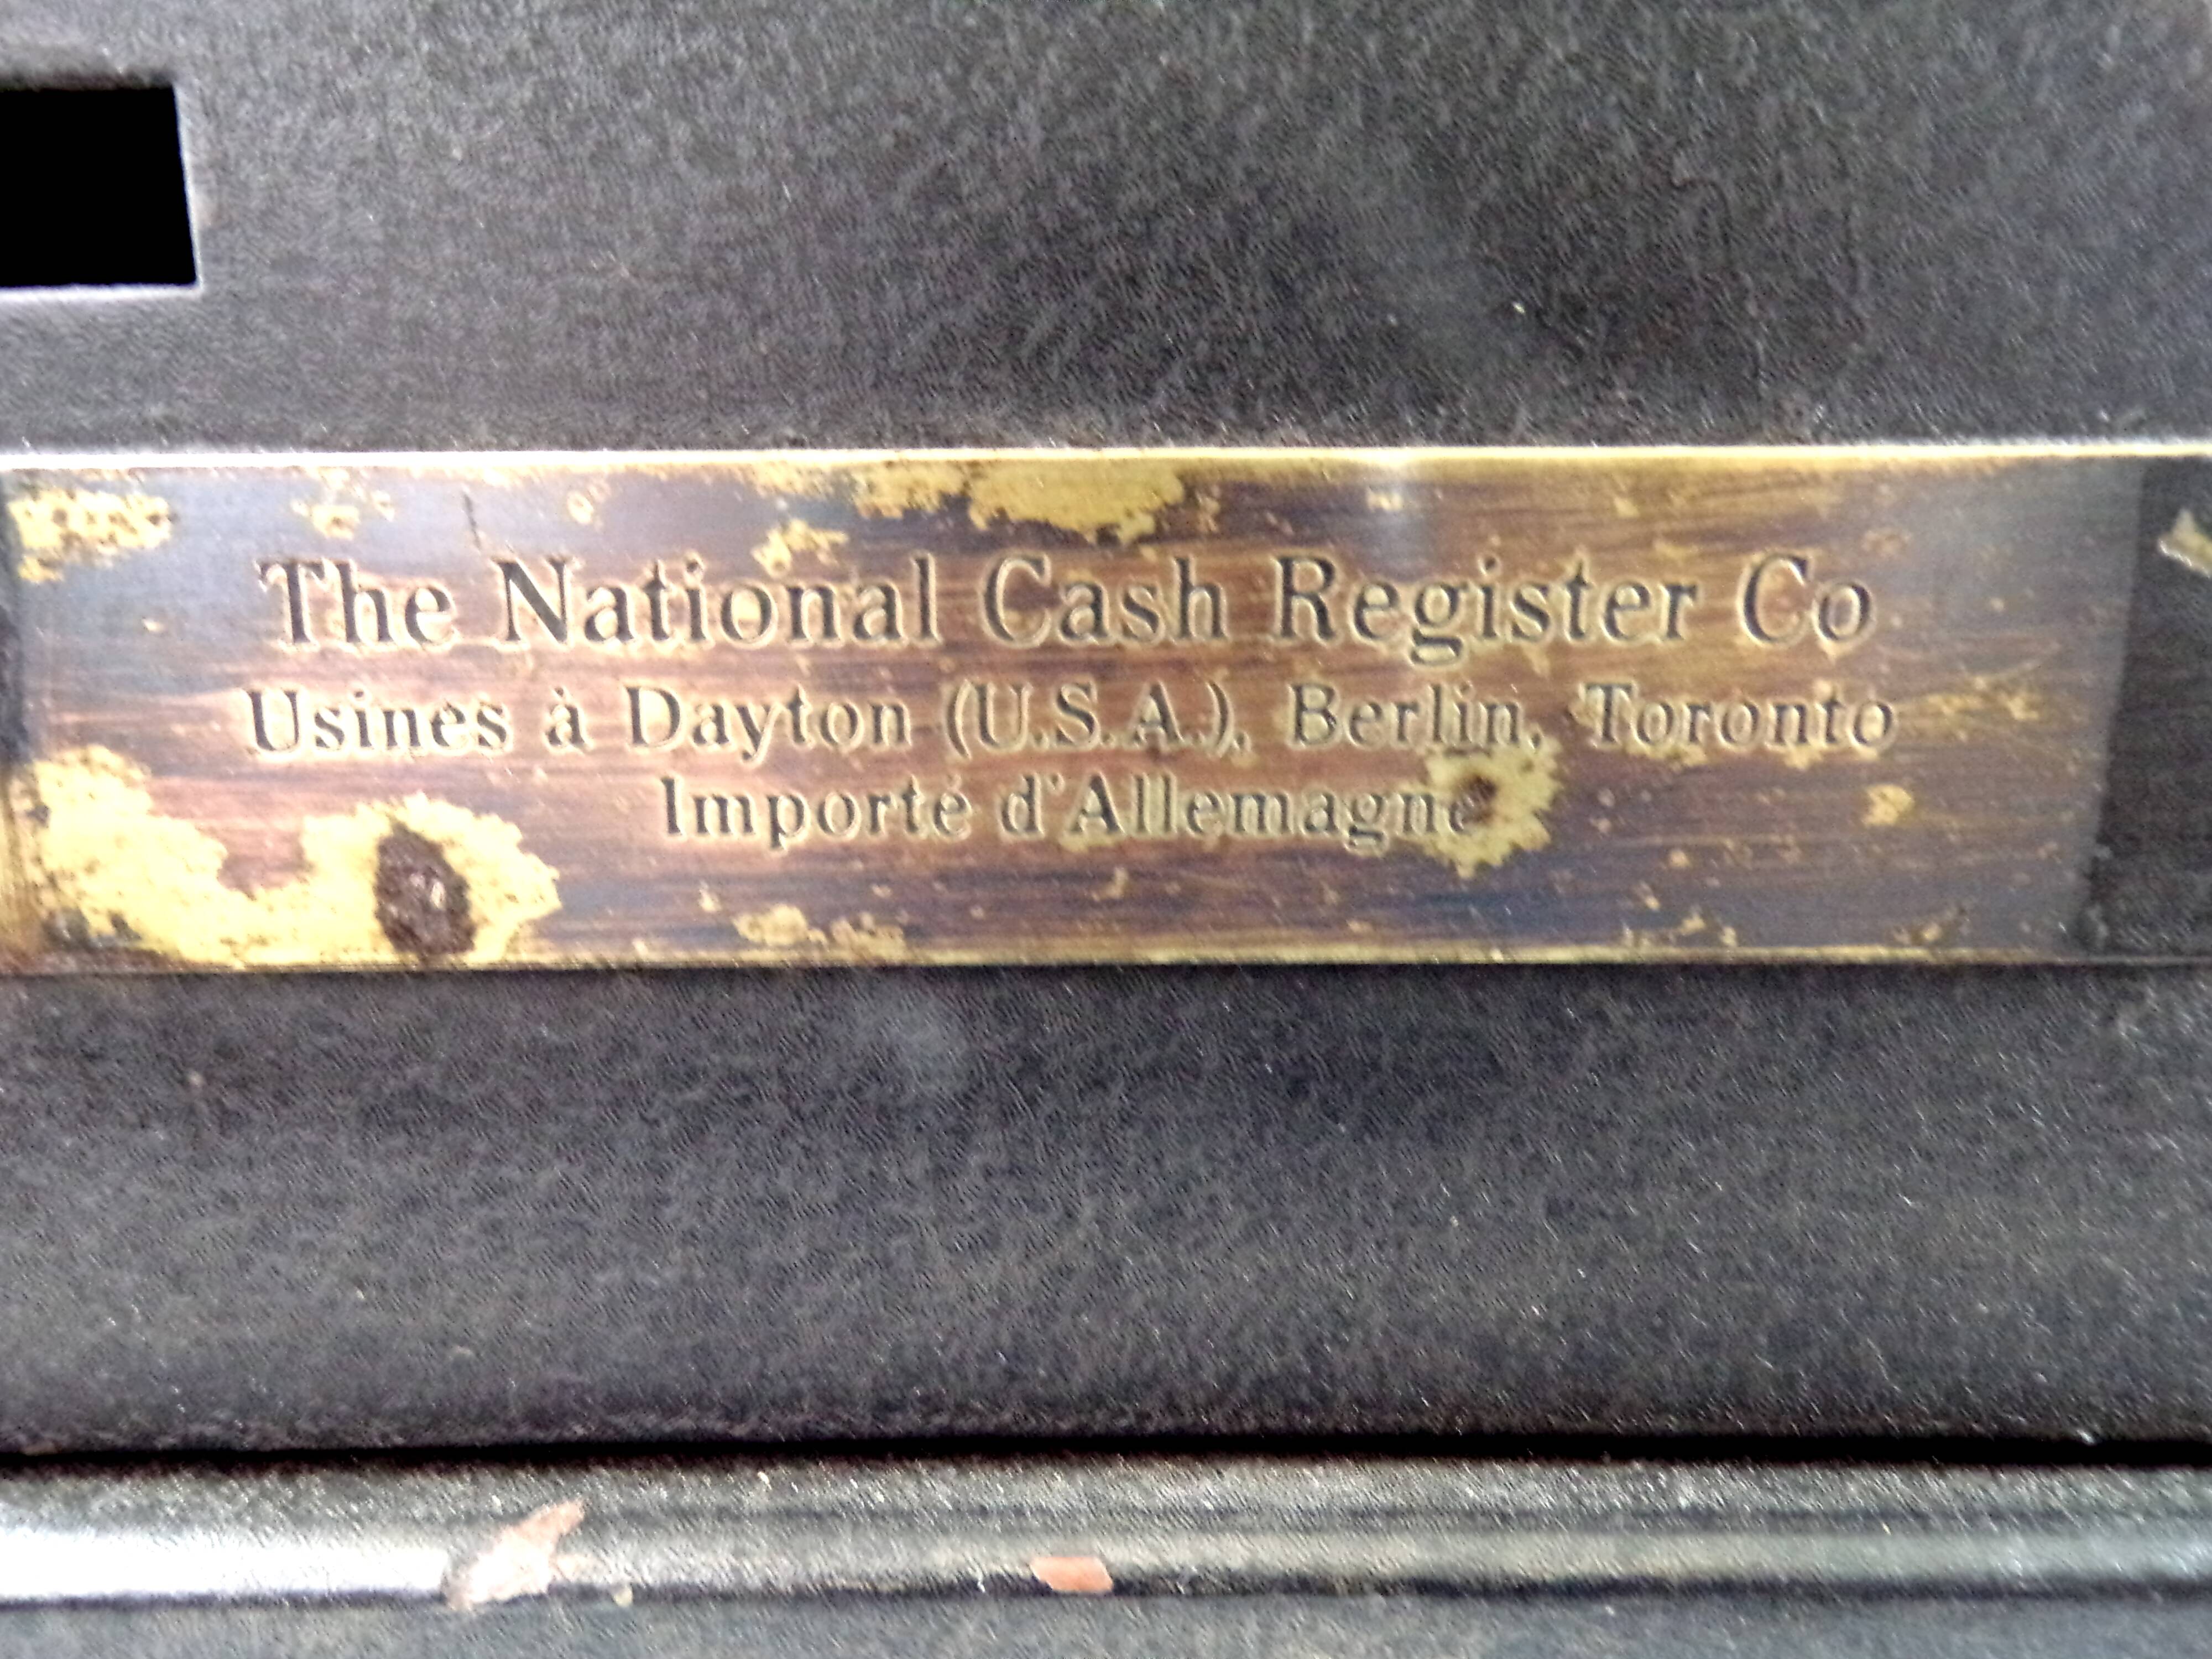 The National Cash Register Co
Usines à Dayton (U.S.A.), Berlin, Toronto
Importé d'Allemagne